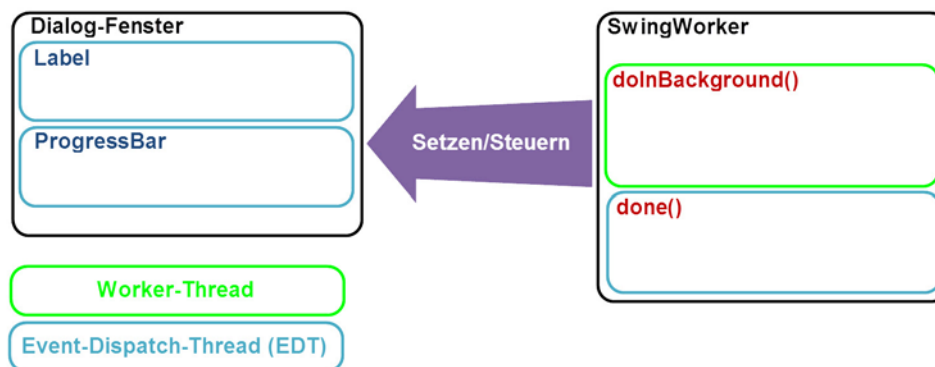 Dialog-Fenster
Label
ProgressBar
Setzen/Steuern
SwingWorker
doInBackground()
done()
Worker-Thread
Event-Dispatch-Thread (EDT)